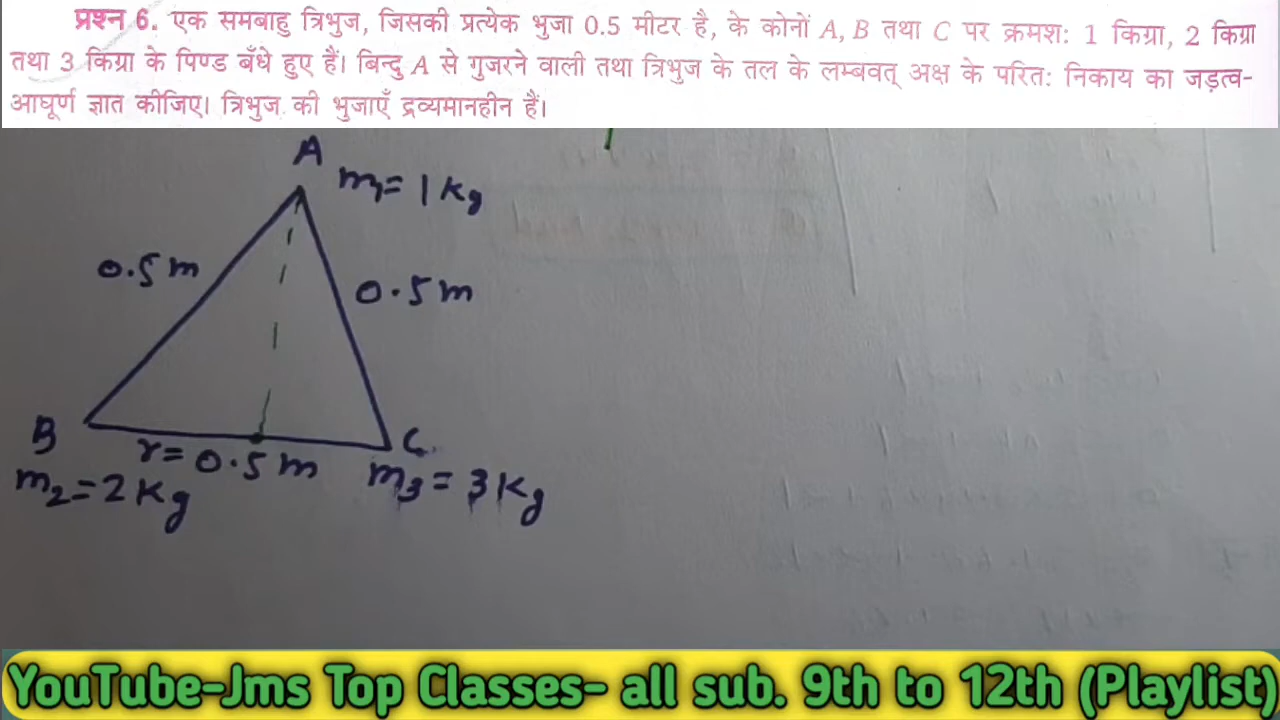 प्रश्न 6. एक समबाहु त्रिभुज, जिसकी प्रत्येक भुजा 0.5 मीटर है, के कोनों A, B तथा C पर क्रमश: 1 किग्रा, 2 किग्रा
तथा 3 किग्रा के पिण्ड बँधे हुए हैं। बिन्दु A से गुजरने वाली तथा त्रिभुज के तल के लम्बवत् अक्ष के परित: निकाय का जड़त्व-
आघूर्ण ज्ञात कीजिए। त्रिभुज की भुजाएँ द्रव्यमानहीन हैं।
A
m₁= 1 kg
0.5 m
0.5 m
B
C
r= 0.5 m
m₂=2 kg
m₃= 3 kg
YouTube-Jms Top Classes- all sub. 9th to 12th (Playlist)